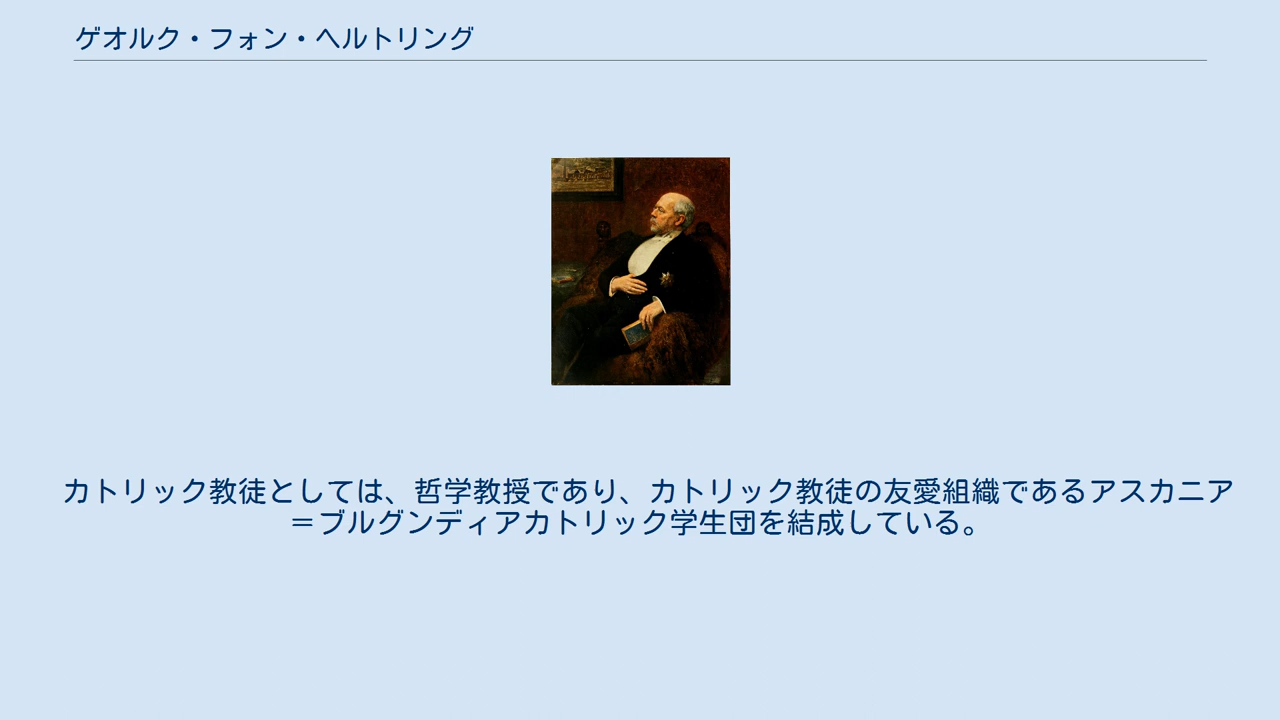 ゲオルク・フォン・ヘルトリング
カトリック教徒としては、哲学教授であり、カトリック教徒の友愛組織であるアスカニア
＝ブルグンディアカトリック学生団を結成している。